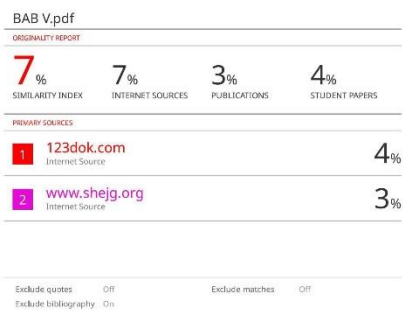 BAB V.pdf
ORIGINALITY REPORT
7% 7% 3% 4%
SIMILARITY INDEX INTERNET SOURCES PUBLICATIONS STUDENT PAPERS
PRIMARY SOURCES
1 123dok.com 4%
Internet Source
2 www.shejg.org 3%
Internet Source
Exclude quotes Off Exclude matches Off
Exclude bibliography On